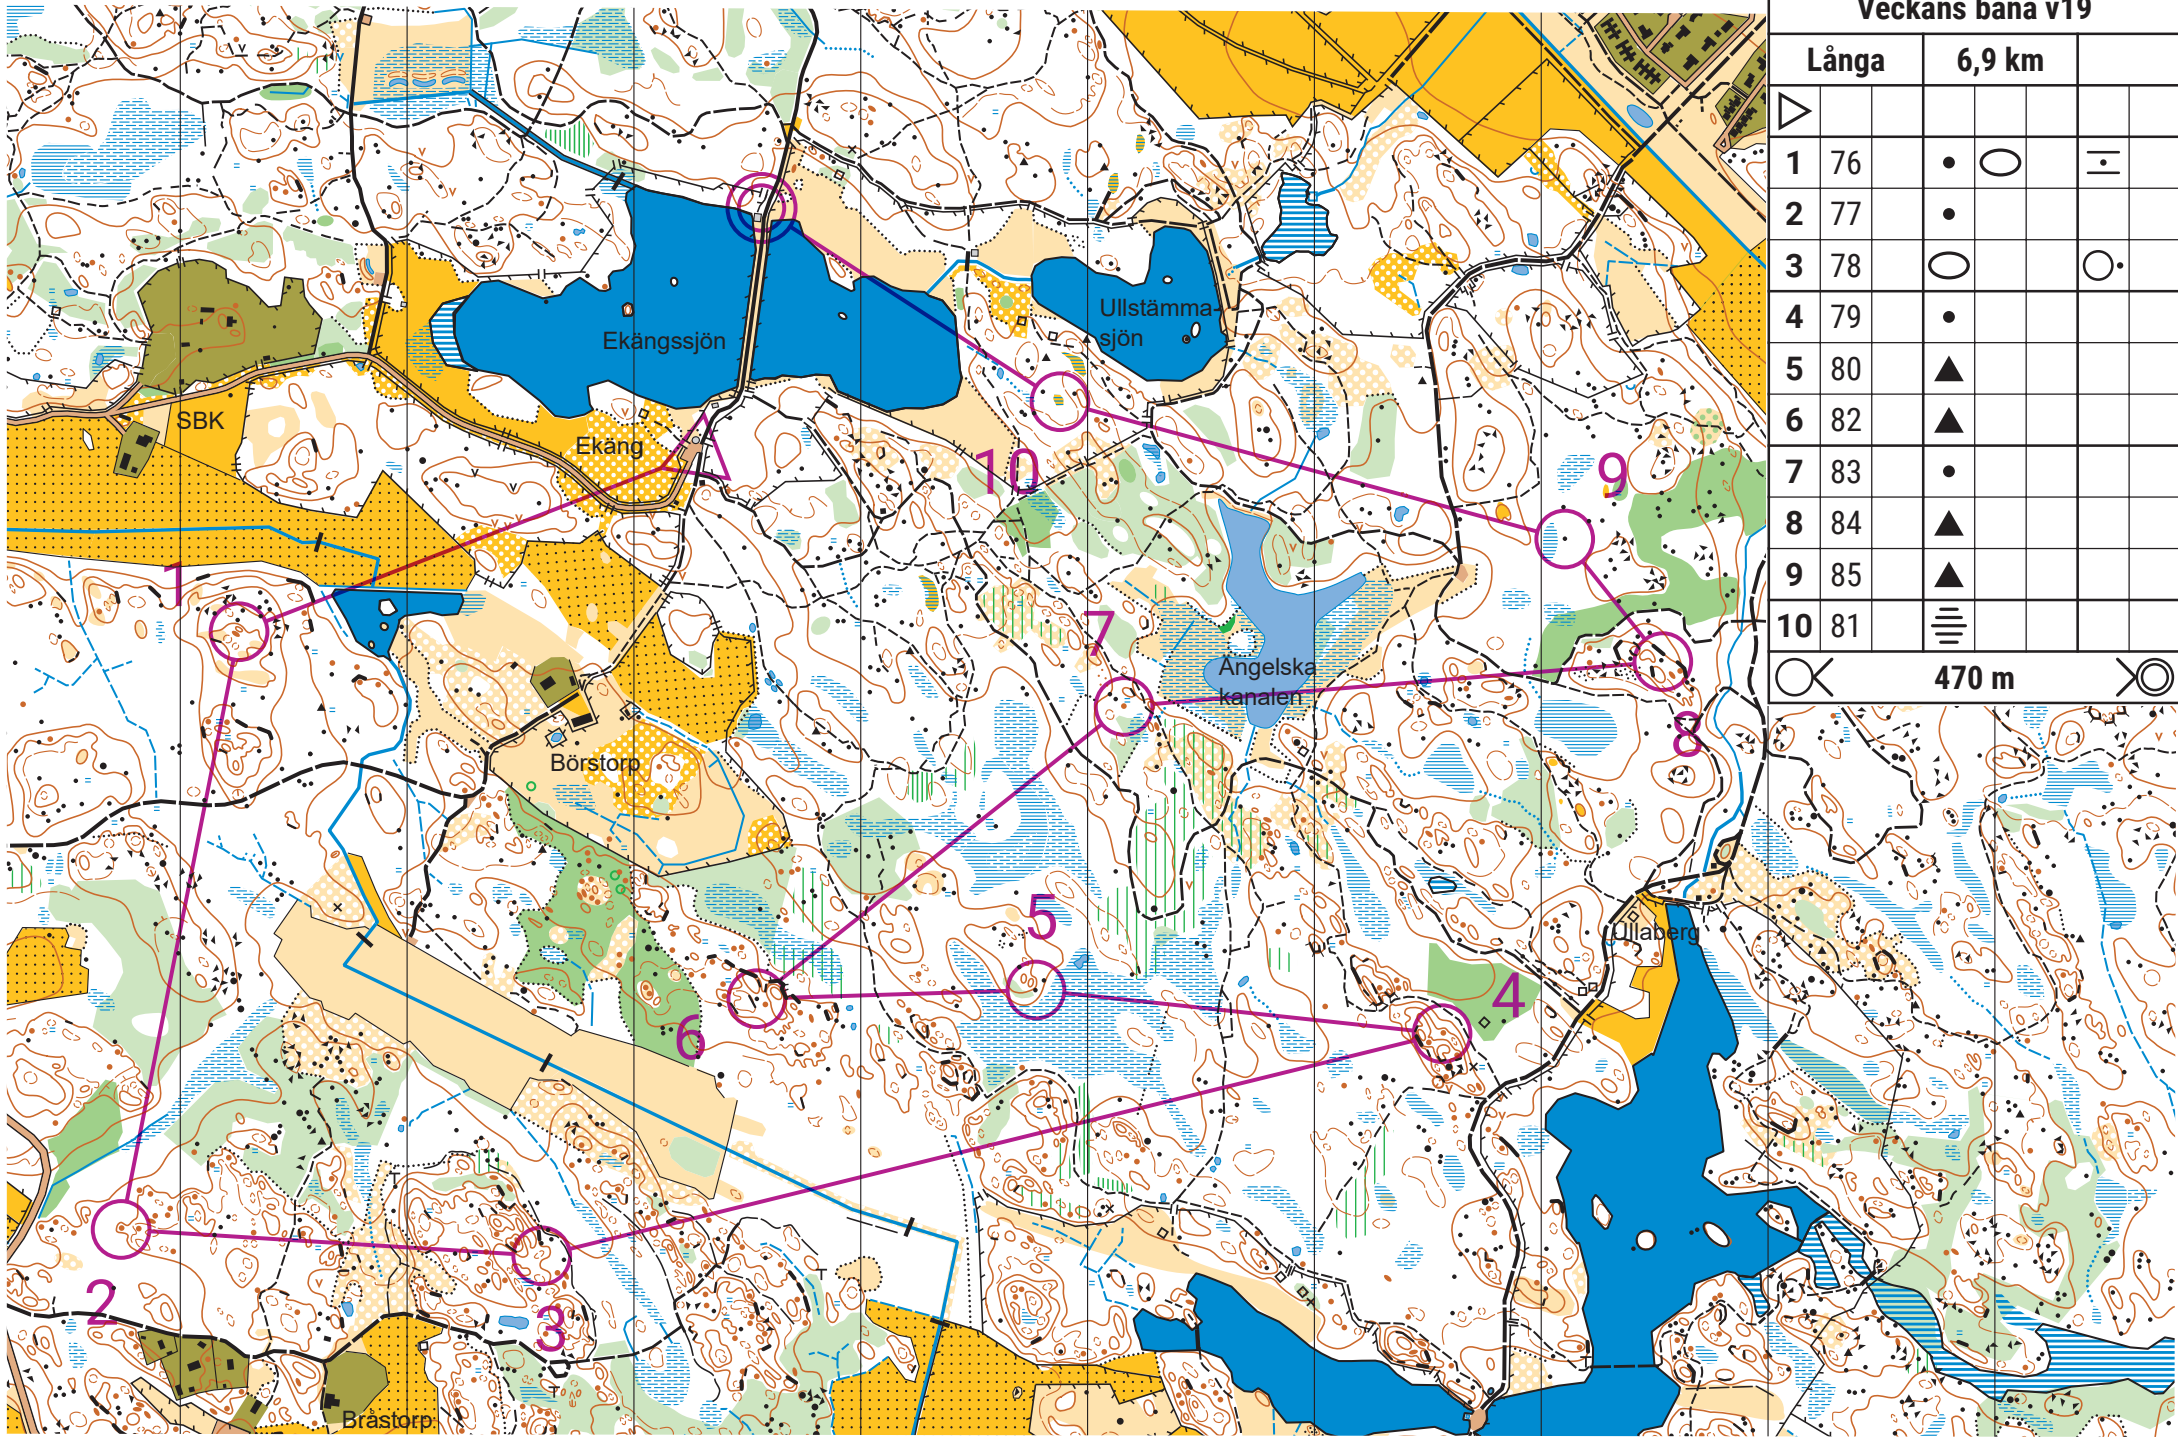 Veckans bana v19
Långa 6,9 km
1 76
2 77
3 78
4 79
5 80
6 82
7 83
8 84
9 85
10 81
470 m
Ullstämma-
sjön
Ekängssjön
SBK
Ekäng
10
9
1
7
Ängelska
kanalen
8
Börstorp
5
Ullaberg
4
6
2
3
Bråstorp